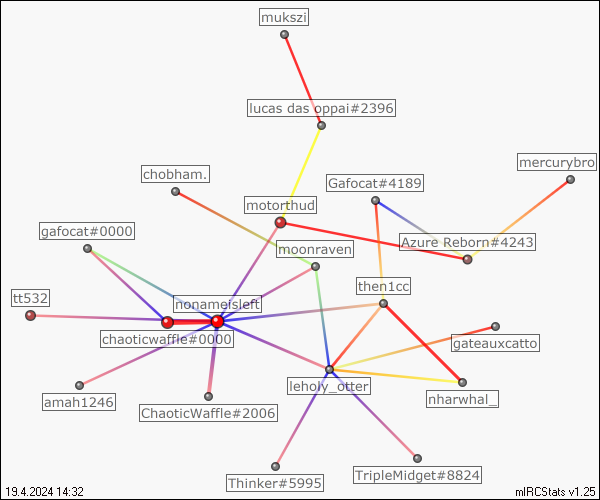 mukszi
lucas das oppai#2396
mercurybro
chobham.
Gafocat#4189
motorthud
gafocat#0000
moonraven
Azure Reborn#4243
then1cc
tt532
nonameisleft
chaoticwaffle#0000
gateauxcatto
leholy_otter
amah1246
nharwhal_
ChaoticWaffle#2006
Thinker#5995
TripleMidget#8824
19.4.2024 14:32
mIRCStats v1.25